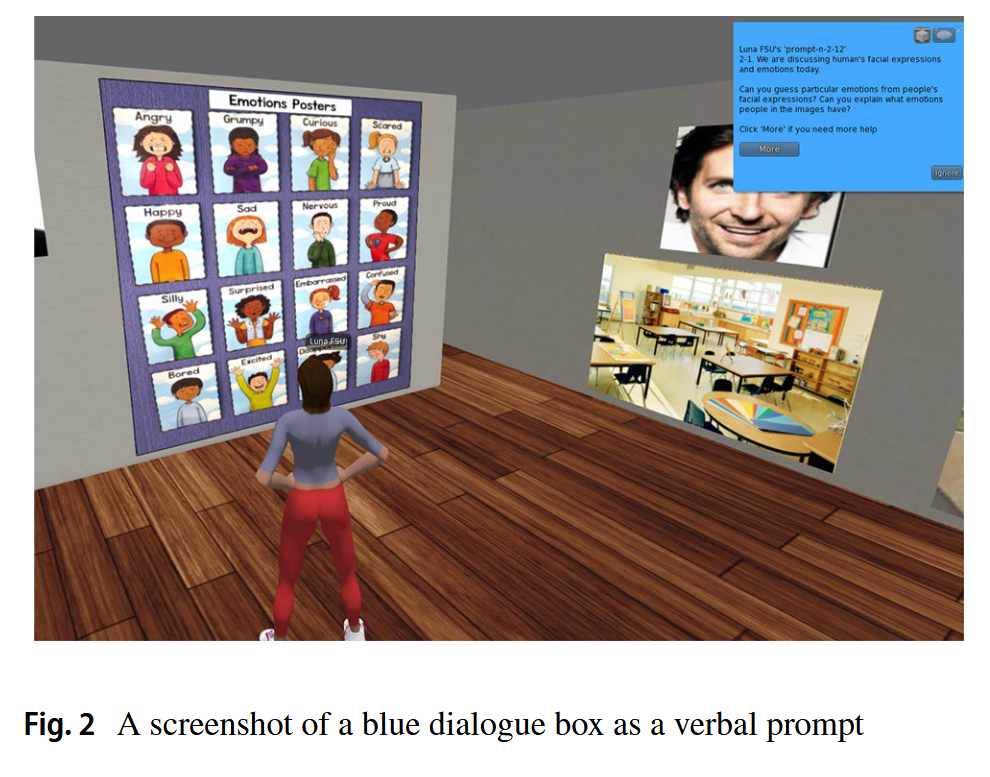 Luna FSU's 'prompt-n-2-12'
2-1. We are discussing human's facial expressions
and emotions today.
Can you guess particular emotions from people's
facial expressions? Can you explain what emotions
people in the images have?
Click 'More' if you need more help
More
Ignore
Emotions Posters
Angry
Grumpy
Curious
Scared
Happy
Sad
Nervous
Proud
Silly
Surprised
Embarrassed
Confused
Luna FSU
Bored
Excited
Shy
Fig. 2 A screenshot of a blue dialogue box as a verbal prompt